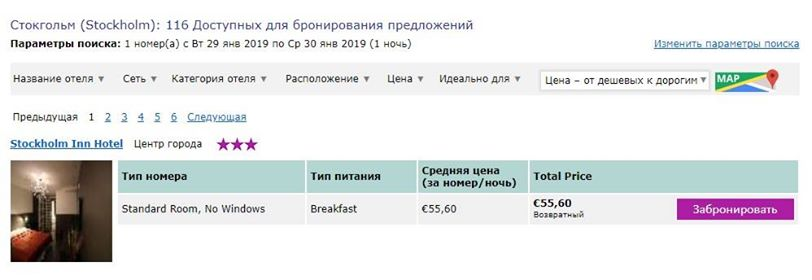 Стокгольм (Stockholm): 116 Доступных для бронирования предложений
Параметры поиска: 1 номер(а) с Вт 29 янв 2019 по Ср 30 янв 2019 (1 ночь) Изменить параметры поиска
Название отеля ▼ Сеть ▼ Категория отеля ▼ Расположение ▼ Цена ▼ Идеально для ▼ Цена – от дешевых к дорогим ▼ MAP
Предыдущая 1 2 3 4 5 6 Следующая
Stockholm Inn Hotel Центр города ★★★
Тип номера Тип питания Средняя цена (за номер/ночь) Total Price
Standard Room, No Windows Breakfast €55,60 €55,60 Забронировать
Возвратный